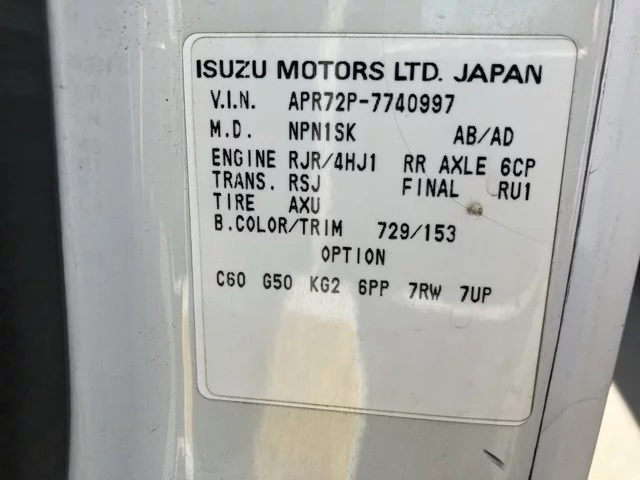 ISUZU MOTORS LTD. JAPAN
V.I.N. APR72P-7740997
M.D. NPN1SK AB/AD
ENGINE RJR/4HJ1 RR AXLE 6CP
TRANS. RSJ FINAL RU1
TIRE AXU
B.COLOR/TRIM 729/153
OPTION
C60 G50 KG2 6PP 7RW 7UP